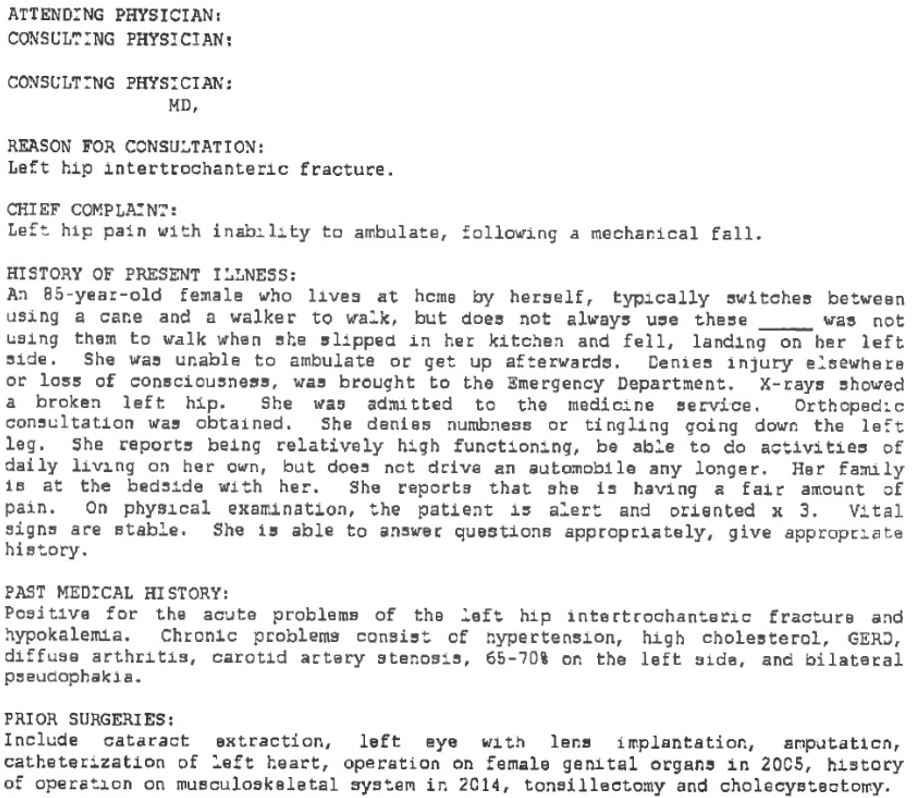 ATTENDING PHYSICIAN:
CONSULTING PHYSICIAN:
CONSULTING PHYSICIAN:
MD,
REASON FOR CONSULTATION:
Left hip intertrochanteric fracture.
CHIEF COMPLAINT:
Left hip pain with inability to ambulate, following a mechanical fall.
HISTORY OF PRESENT ILLNESS:
An 85-year-old female who lives at home by herself, typically switches between
using a cane and a walker to walk, but does not always use these ____ was not
using them to walk when she slipped in her kitchen and fell, landing on her left
side. She was unable to ambulate or get up afterwards. Denies injury elsewhere
or loss of consciousness, was brought to the Emergency Department. X-rays showed
a broken left hip. She was admitted to the medicine service. Orthopedic
consultation was obtained. She denies numbness or tingling going down the left
leg. She reports being relatively high functioning, be able to do activities of
daily living on her own, but does not drive an automobile any longer. Her family
is at the bedside with her. She reports that she is having a fair amount of
pain. On physical examination, the patient is alert and oriented x 3. Vital
signs are stable. She is able to answer questions appropriately, give appropriate
history.
PAST MEDICAL HISTORY:
Positive for the acute problems of the left hip intertrochanteric fracture and
hypokalemia. Chronic problems consist of hypertension, high cholesterol, GERD,
diffuse arthritis, carotid artery stenosis, 65-70% on the left side, and bilateral
pseudophakia.
PRIOR SURGERIES:
Include cataract extraction, left eye with lens implantation, amputation,
catheterization of left heart, operation on female genital organs in 2005, history
of operation on musculoskeletal system in 2014, tonsillectomy and cholecystectomy.